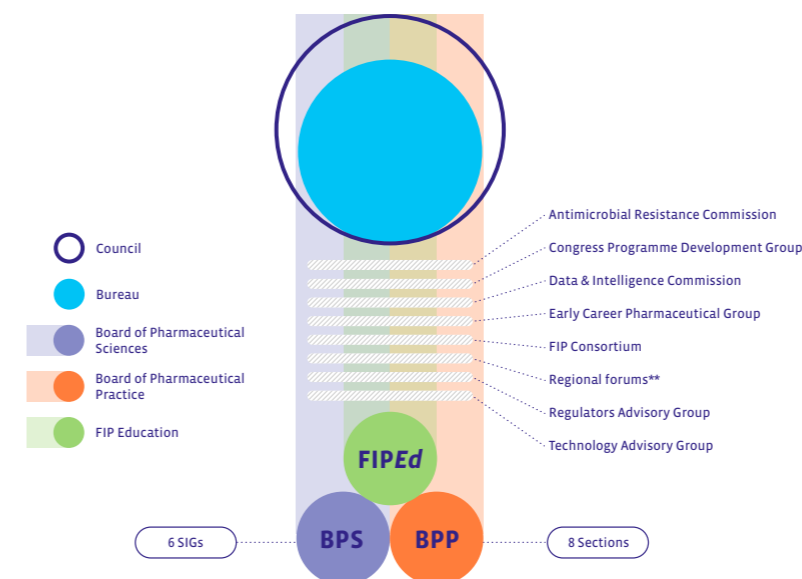 Antimicrobial Resistance Commission
Congress Programme Development Group
Data & Intelligence Commission
Early Career Pharmaceutical Group
FIP Consortium
Regional forums**
Regulators Advisory Group
Technology Advisory Group
Council
Bureau
Board of Pharmaceutical
Sciences
Board of Pharmaceutical
Practice
FIP Education
FIPEd
BPS
BPP
6 SIGs
8 Sections